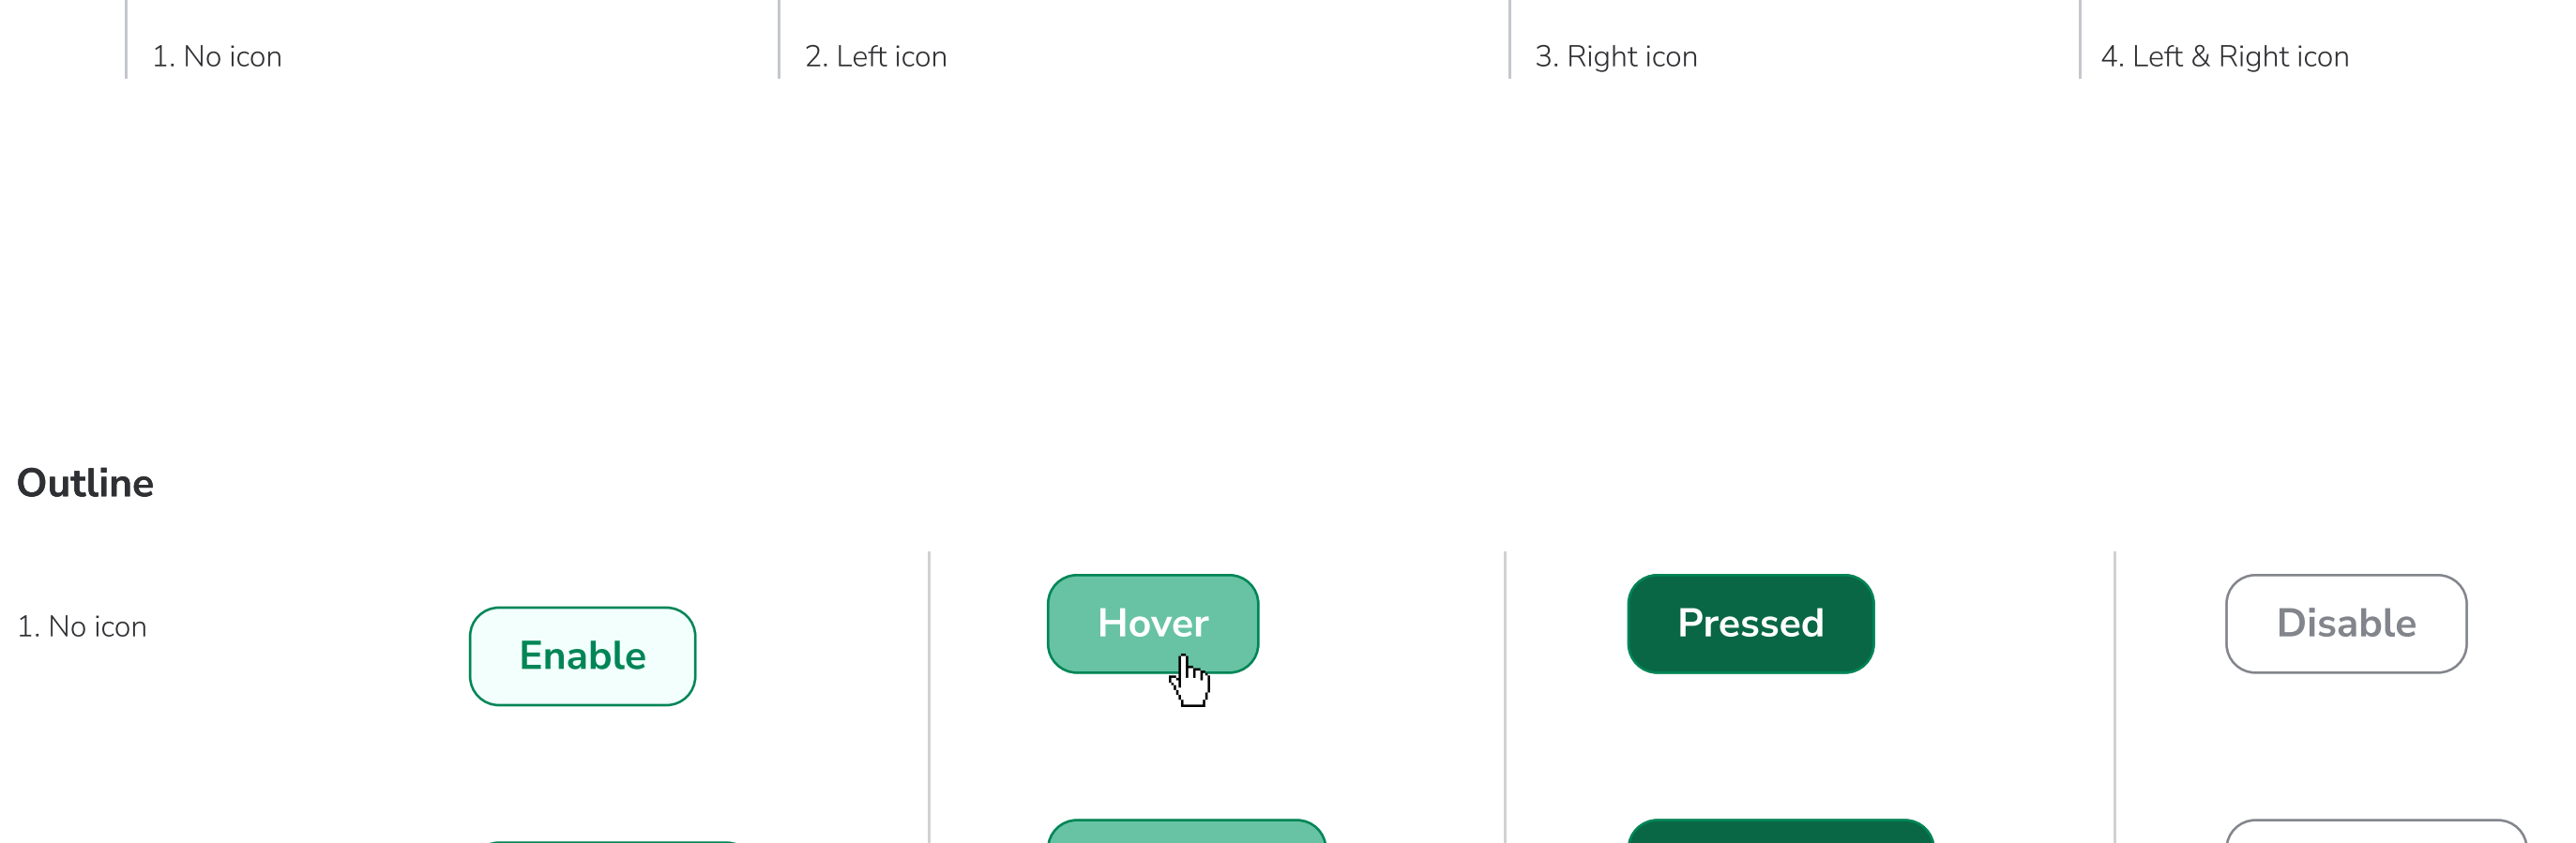 1. No icon
2. Left icon
3. Right icon
4. Left & Right icon
Outline
1. No icon
Enable
Hover
Pressed
Disable